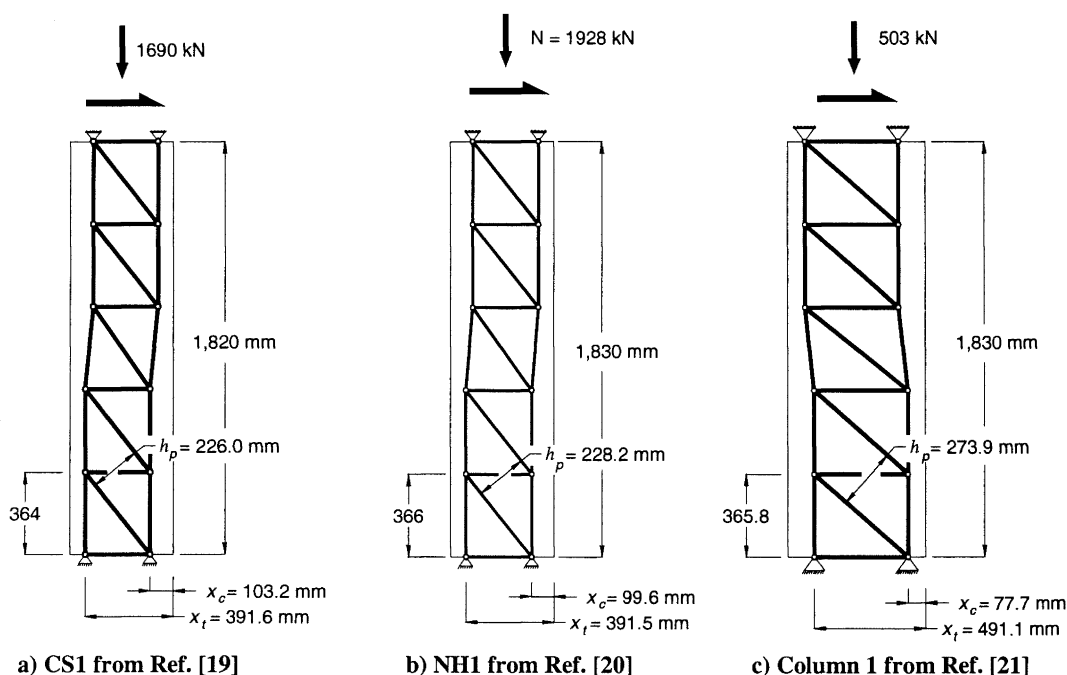 1690 kN
1,820 mm
h_p = 226.0 mm
364
x_c = 103.2 mm
x_t = 391.6 mm
a) CS1 from Ref. [19]
N = 1928 kN
1,830 mm
h_p = 228.2 mm
366
x_c = 99.6 mm
x_t = 391.5 mm
b) NH1 from Ref. [20]
503 kN
1,830 mm
h_p = 273.9 mm
365.8
x_c = 77.7 mm
x_t = 491.1 mm
c) Column 1 from Ref. [21]